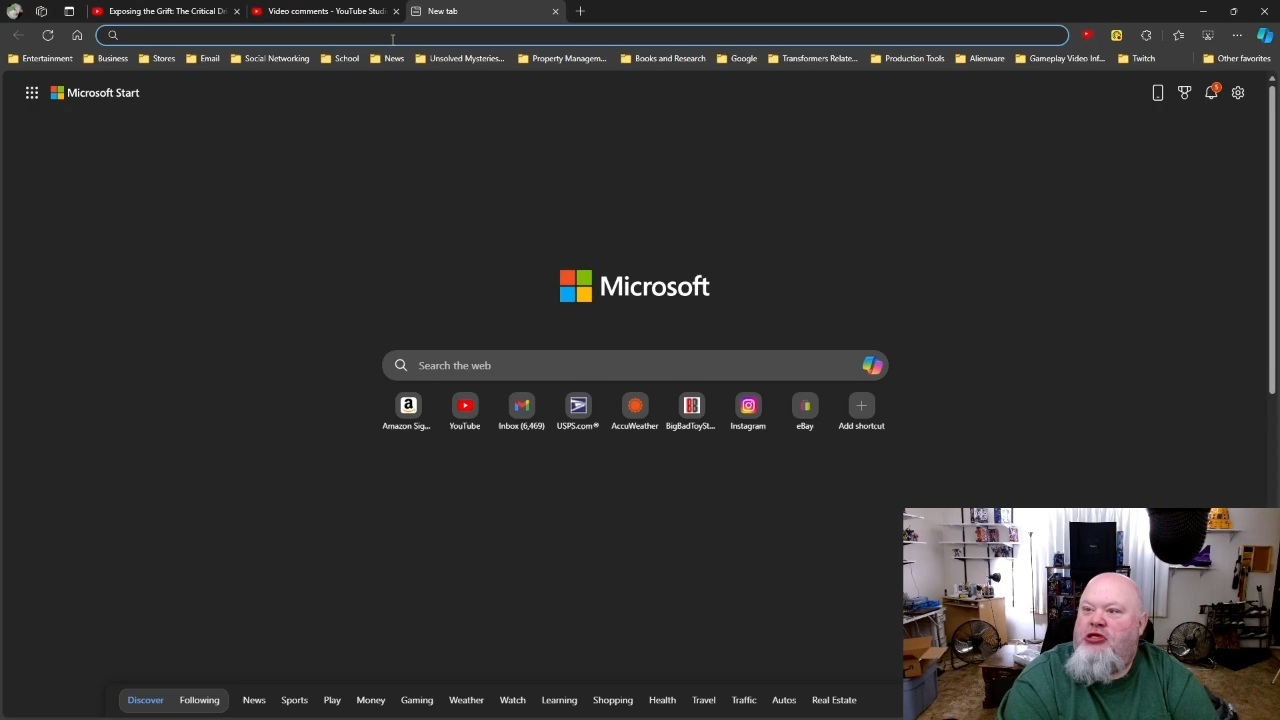 Exposing the Grift: The Critical Dri
Video comments - YouTube Studi
New tab
Entertainment
Business
Stores
Email
Social Networking
School
News
Unsolved Mysteries...
Property Managem...
Books and Research
Google
Transformers Relate...
Production Tools
Alienware
Gameplay Video Inf...
Twitch
Other favorites
Microsoft Start
5
Microsoft
Search the web
Amazon Sig...
YouTube
Inbox (6,469)
USPS.com®
AccuWeather
BigBadToySt...
Instagram
eBay
Add shortcut
Discover
Following
News
Sports
Play
Money
Gaming
Weather
Watch
Learning
Shopping
Health
Travel
Traffic
Autos
Real Estate